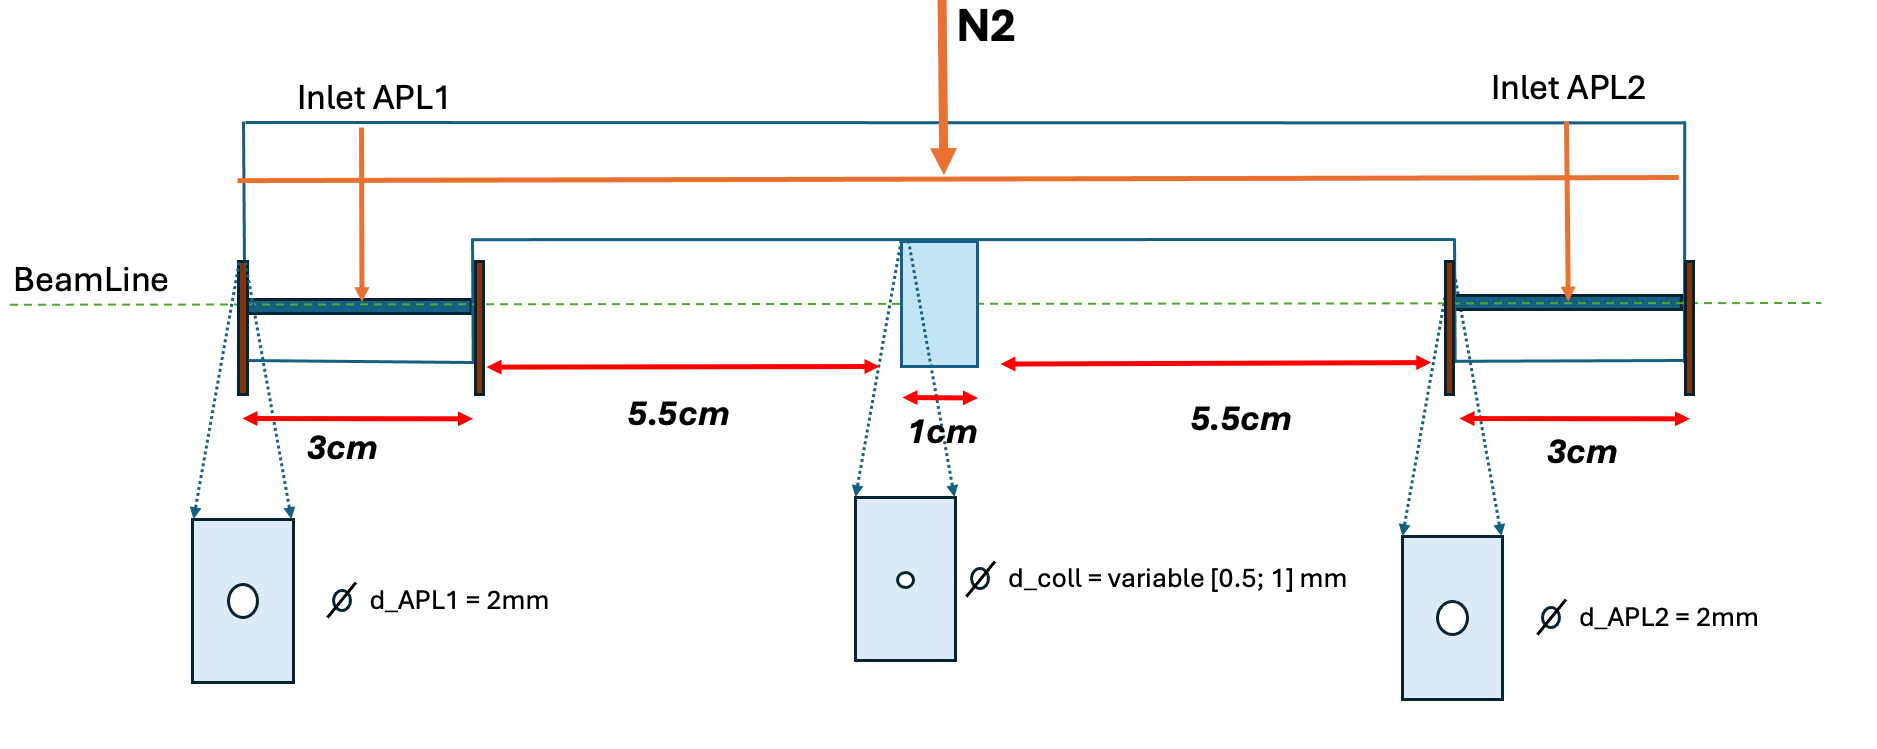 N2
Inlet APL1
Inlet APL2
BeamLine
5.5cm
5.5cm
1cm
3cm
3cm
d_coll = variable [0.5; 1] mm
d_APL1 = 2mm
d_APL2 = 2mm